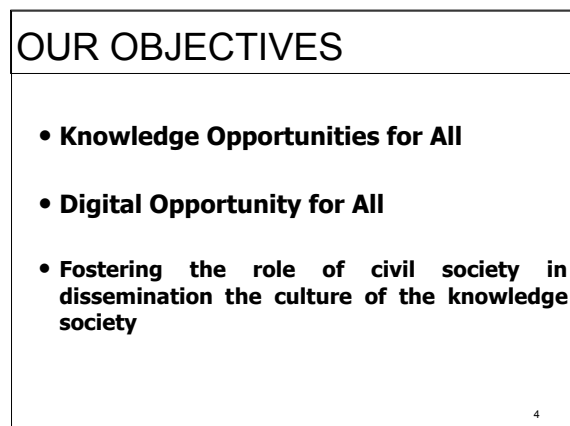 OUR OBJECTIVES
• Knowledge Opportunities for All
• Digital Opportunity for All
• Fostering the role of civil society in
dissemination the culture of the knowledge
society
4